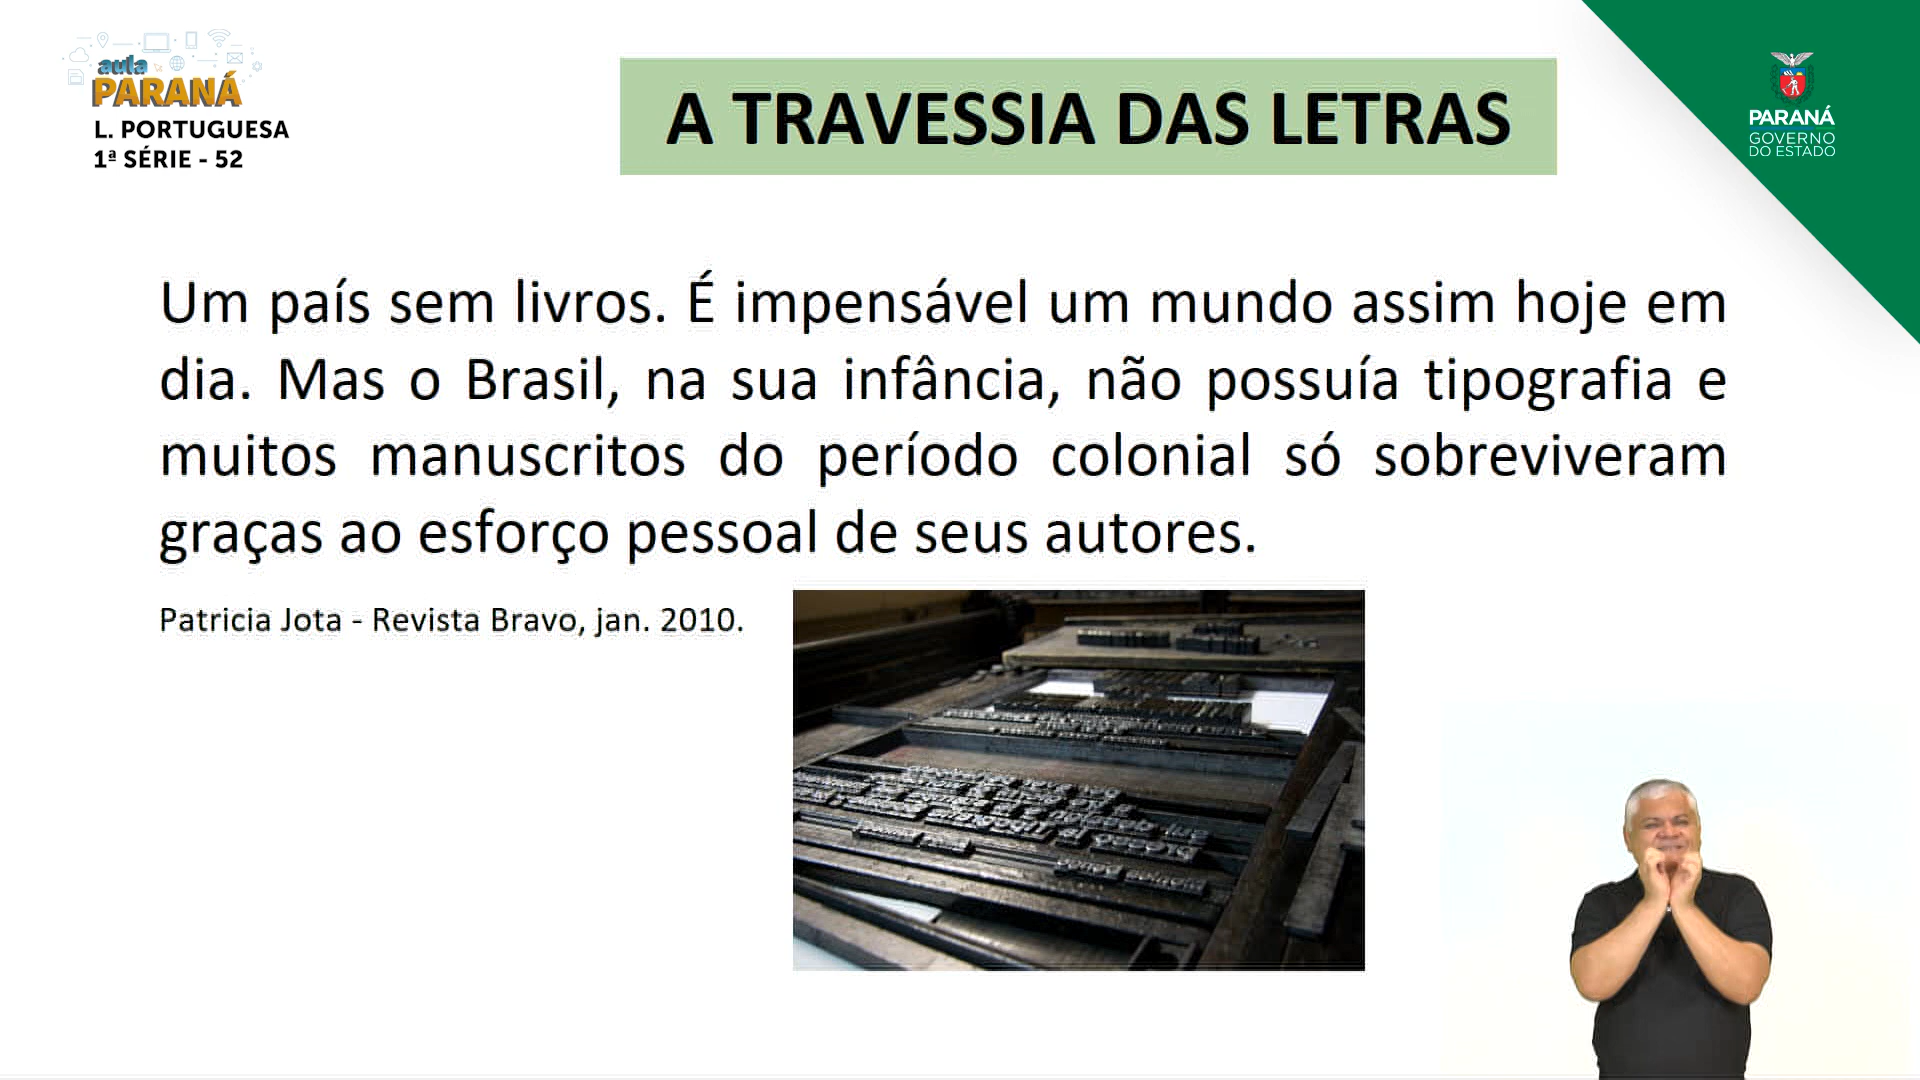 aula
PARANÁ
L. PORTUGUESA
1ª SÉRIE - 52
A TRAVESSIA DAS LETRAS
PARANÁ
GOVERNO
DO ESTADO
Um país sem livros. É impensável um mundo assim hoje em
dia. Mas o Brasil, na sua infância, não possuía tipografia e
muitos manuscritos do período colonial só sobreviveram
graças ao esforço pessoal de seus autores.
Patricia Jota - Revista Bravo, jan. 2010.